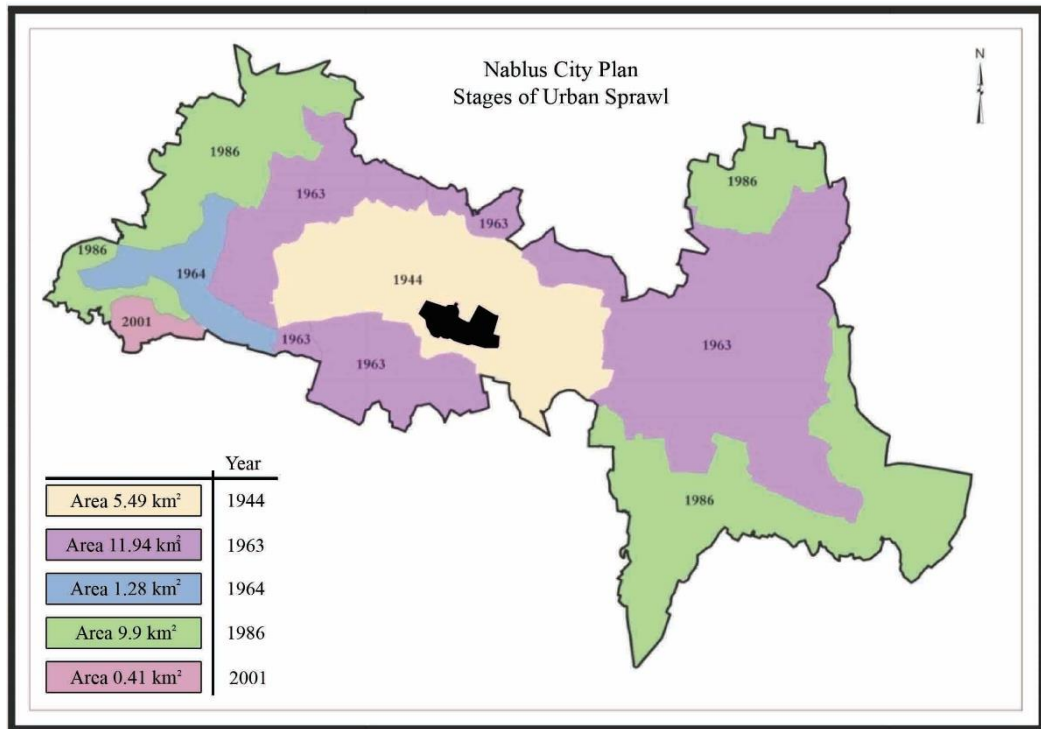 Nablus City Plan
Stages of Urban Sprawl
N
1986
1986
1963
1963
1986
1964
1944
2001
1963
1963
1963
1986
Year
Area 5.49 km² 1944
Area 11.94 km² 1963
Area 1.28 km² 1964
Area 9.9 km² 1986
Area 0.41 km² 2001